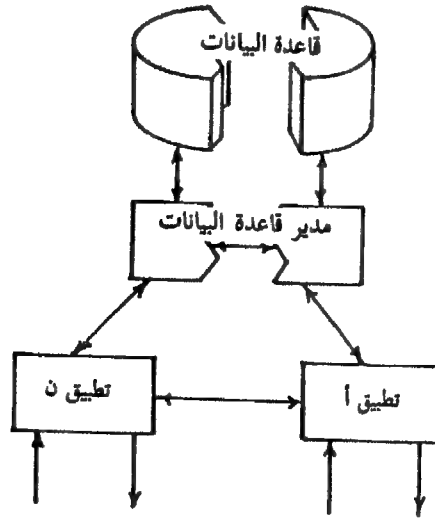 قاعدة البيانات
مدير قاعدة البيانات
تطبيق أ
تطبيق ن